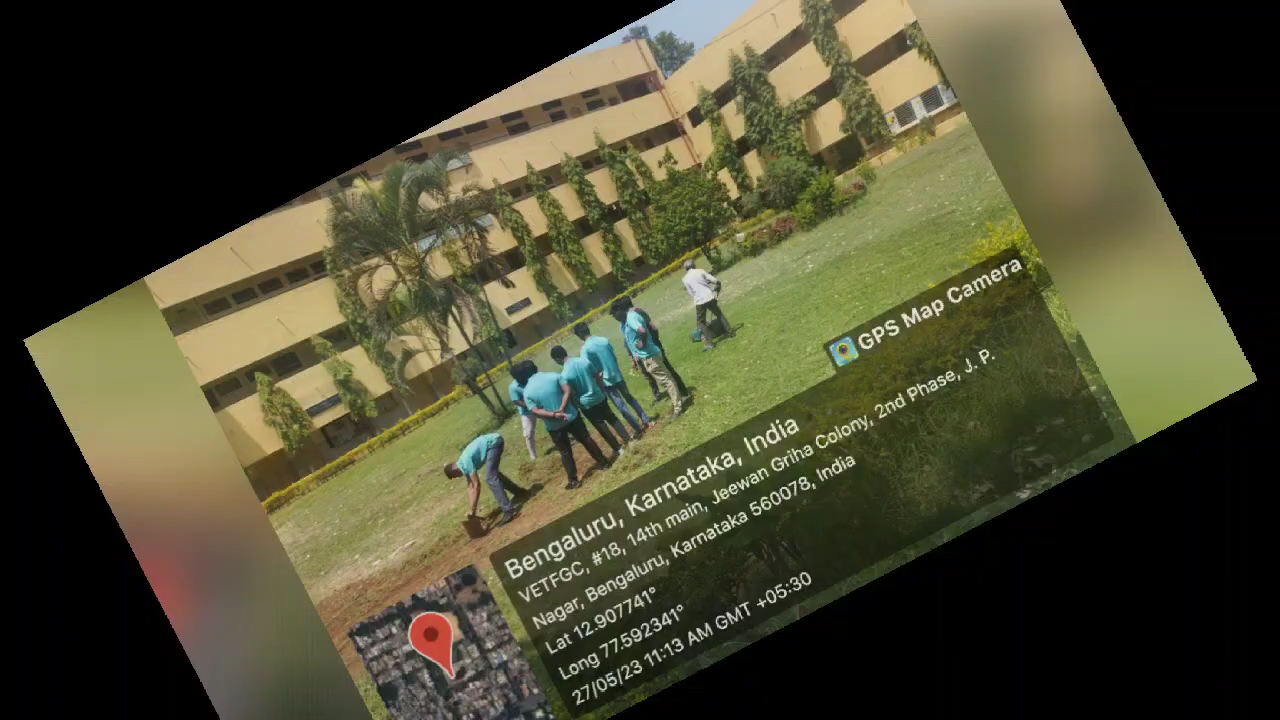 GPS Map Camera
Bengaluru, Karnataka, India
VETFGC, #18, 14th main, Jeewan Griha Colony, 2nd Phase, J. P.
Nagar, Bengaluru, Karnataka 560078, India
Lat 12.907741°
Long 77.592341°
27/05/23 11:13 AM GMT +05:30